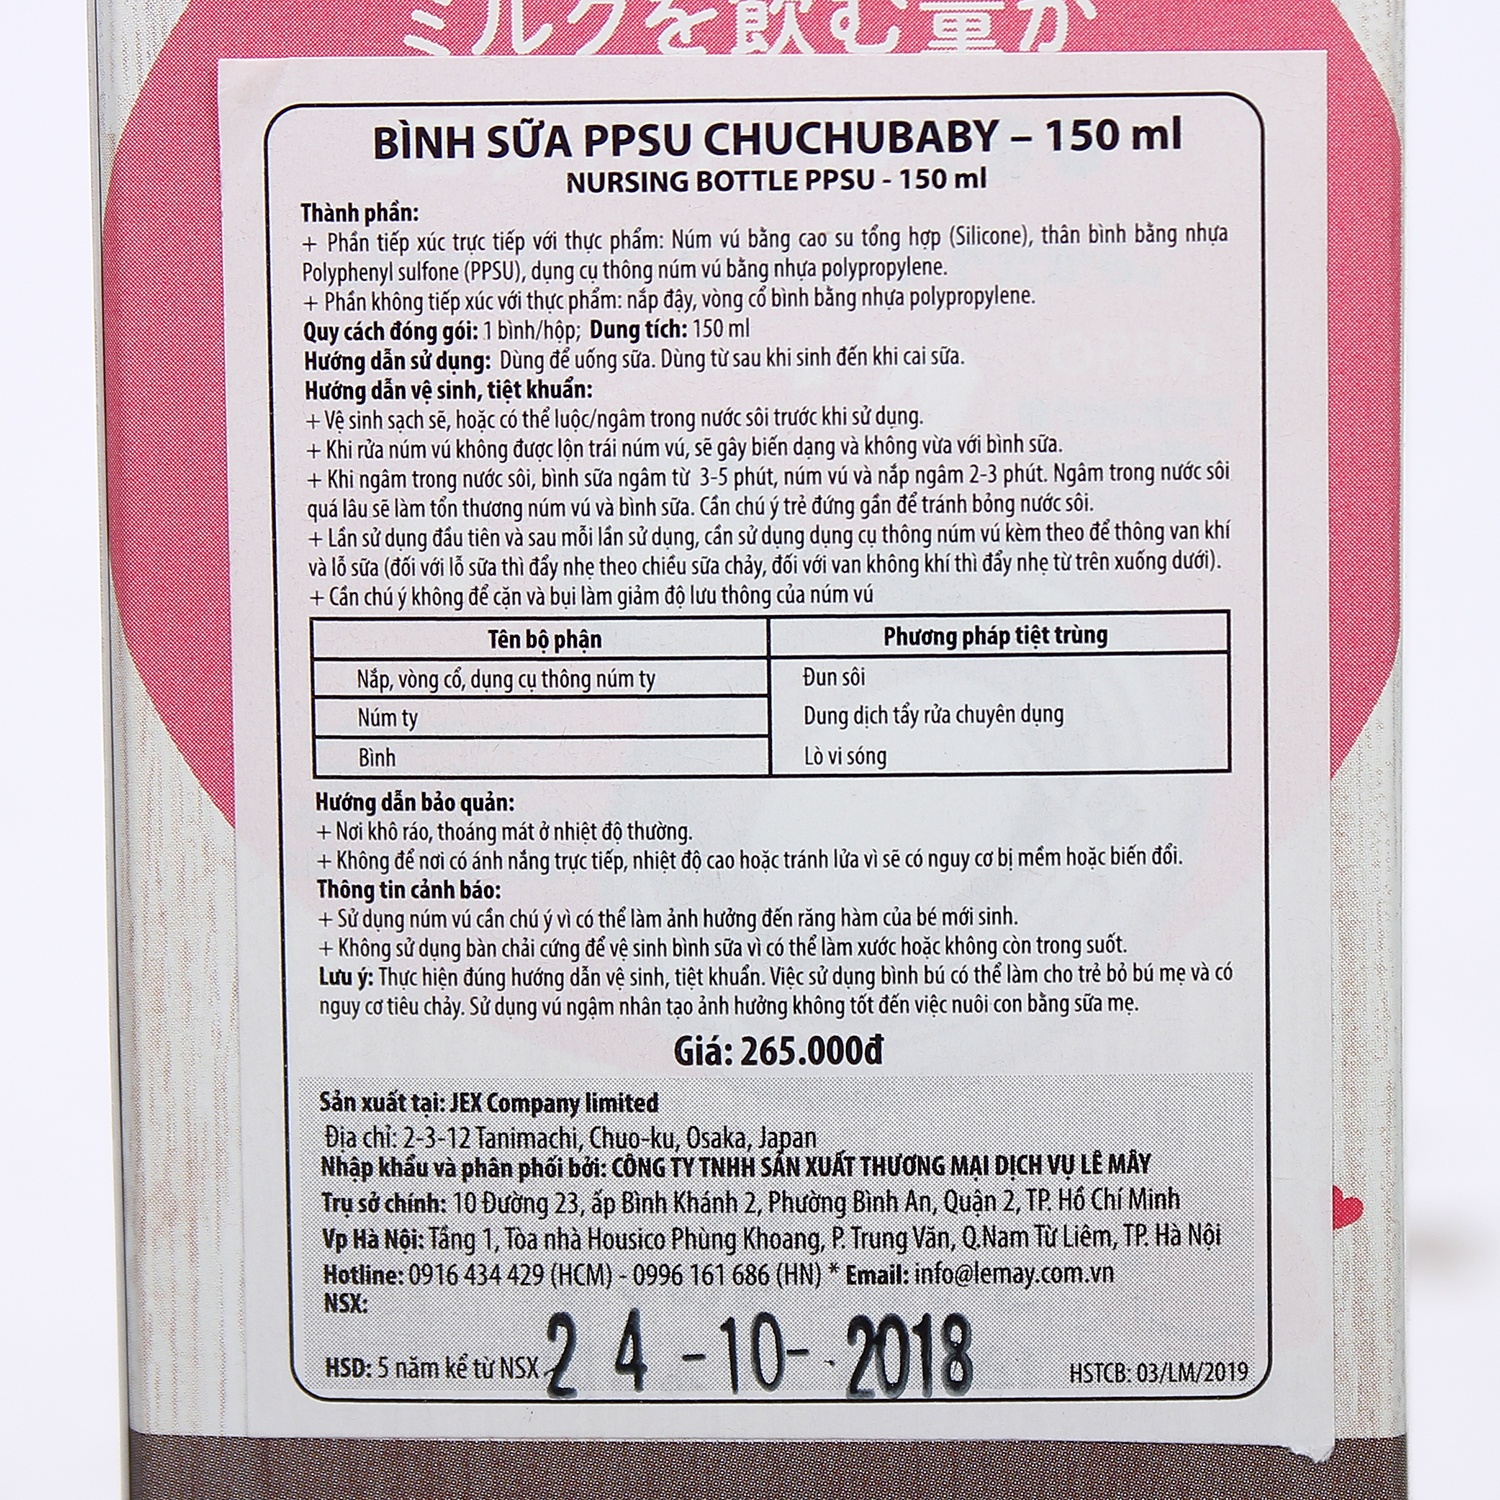 ミルクを飲む量が
BÌNH SỮA PPSU CHUCHUBABY – 150 ml
NURSING BOTTLE PPSU - 150 ml
Thành phần:
+ Phần tiếp xúc trực tiếp với thực phẩm: Núm vú bằng cao su tổng hợp (Silicone), thân bình bằng nhựa
Polyphenyl sulfone (PPSU), dụng cụ thông núm vú bằng nhựa polypropylene.
+ Phần không tiếp xúc với thực phẩm: nắp đậy, vòng cổ bình bằng nhựa polypropylene.
Quy cách đóng gói: 1 bình/hộp; Dung tích: 150 ml
Hướng dẫn sử dụng: Dùng để uống sữa. Dùng từ sau khi sinh đến khi cai sữa.
Hướng dẫn vệ sinh, tiệt khuẩn:
+ Vệ sinh sạch sẽ, hoặc có thể luộc/ngâm trong nước sôi trước khi sử dụng.
+ Khi rửa núm vú không được lộn trái núm vú, sẽ gây biến dạng và không vừa với bình sữa.
+ Khi ngâm trong nước sôi, bình sữa ngâm từ 3-5 phút, núm vú và nắp ngâm 2-3 phút. Ngâm trong nước sôi
quá lâu sẽ làm tổn thương núm vú và bình sữa. Cần chú ý trẻ đứng gần để tránh bỏng nước sôi.
+ Lần sử dụng đầu tiên và sau mỗi lần sử dụng, cần sử dụng dụng cụ thông núm vú kèm theo để thông van khí
và lỗ sữa (đối với lỗ sữa thì đẩy nhẹ theo chiều sữa chảy, đối với van không khí thì đẩy nhẹ từ trên xuống dưới).
+ Cần chú ý không để cặn và bụi làm giảm độ lưu thông của núm vú
Tên bộ phận Phương pháp tiệt trùng
Nắp, vòng cổ, dụng cụ thông núm ty Đun sôi
Núm ty Dung dịch tẩy rửa chuyên dụng
Bình Lò vi sóng
Hướng dẫn bảo quản:
+ Nơi khô ráo, thoáng mát ở nhiệt độ thường.
+ Không để nơi có ánh nắng trực tiếp, nhiệt độ cao hoặc tránh lửa vì sẽ có nguy cơ bị mềm hoặc biến đổi.
Thông tin cảnh báo:
+ Sử dụng núm vú cần chú ý vì có thể làm ảnh hưởng đến răng hàm của bé mới sinh.
+ Không sử dụng bàn chải cứng để vệ sinh bình sữa vì có thể làm xước hoặc không còn trong suốt.
Lưu ý: Thực hiện đúng hướng dẫn vệ sinh, tiệt khuẩn. Việc sử dụng bình bú có thể làm cho trẻ bỏ bú mẹ và có
nguy cơ tiêu chảy. Sử dụng vú ngậm nhân tạo ảnh hưởng không tốt đến việc nuôi con bằng sữa mẹ.
Giá: 265.000đ
Sản xuất tại: JEX Company limited
Địa chỉ: 2-3-12 Tanimachi, Chuo-ku, Osaka, Japan
Nhập khẩu và phân phối bởi: CÔNG TY TNHH SẢN XUẤT THƯƠNG MẠI DỊCH VỤ LÊ MÂY
Trụ sở chính: 10 Đường 23, ấp Bình Khánh 2, Phường Bình An, Quận 2, TP. Hồ Chí Minh
Vp Hà Nội: Tầng 1, Tòa nhà Housico Phùng Khoang, P. Trung Văn, Q.Nam Từ Liêm, TP. Hà Nội
Hotline: 0916 434 429 (HCM) - 0996 161 686 (HN) * Email: info@lemay.com.vn
NSX:
24-10-2018
HSD: 5 năm kể từ NSX HSTCB: 03/LM/2019